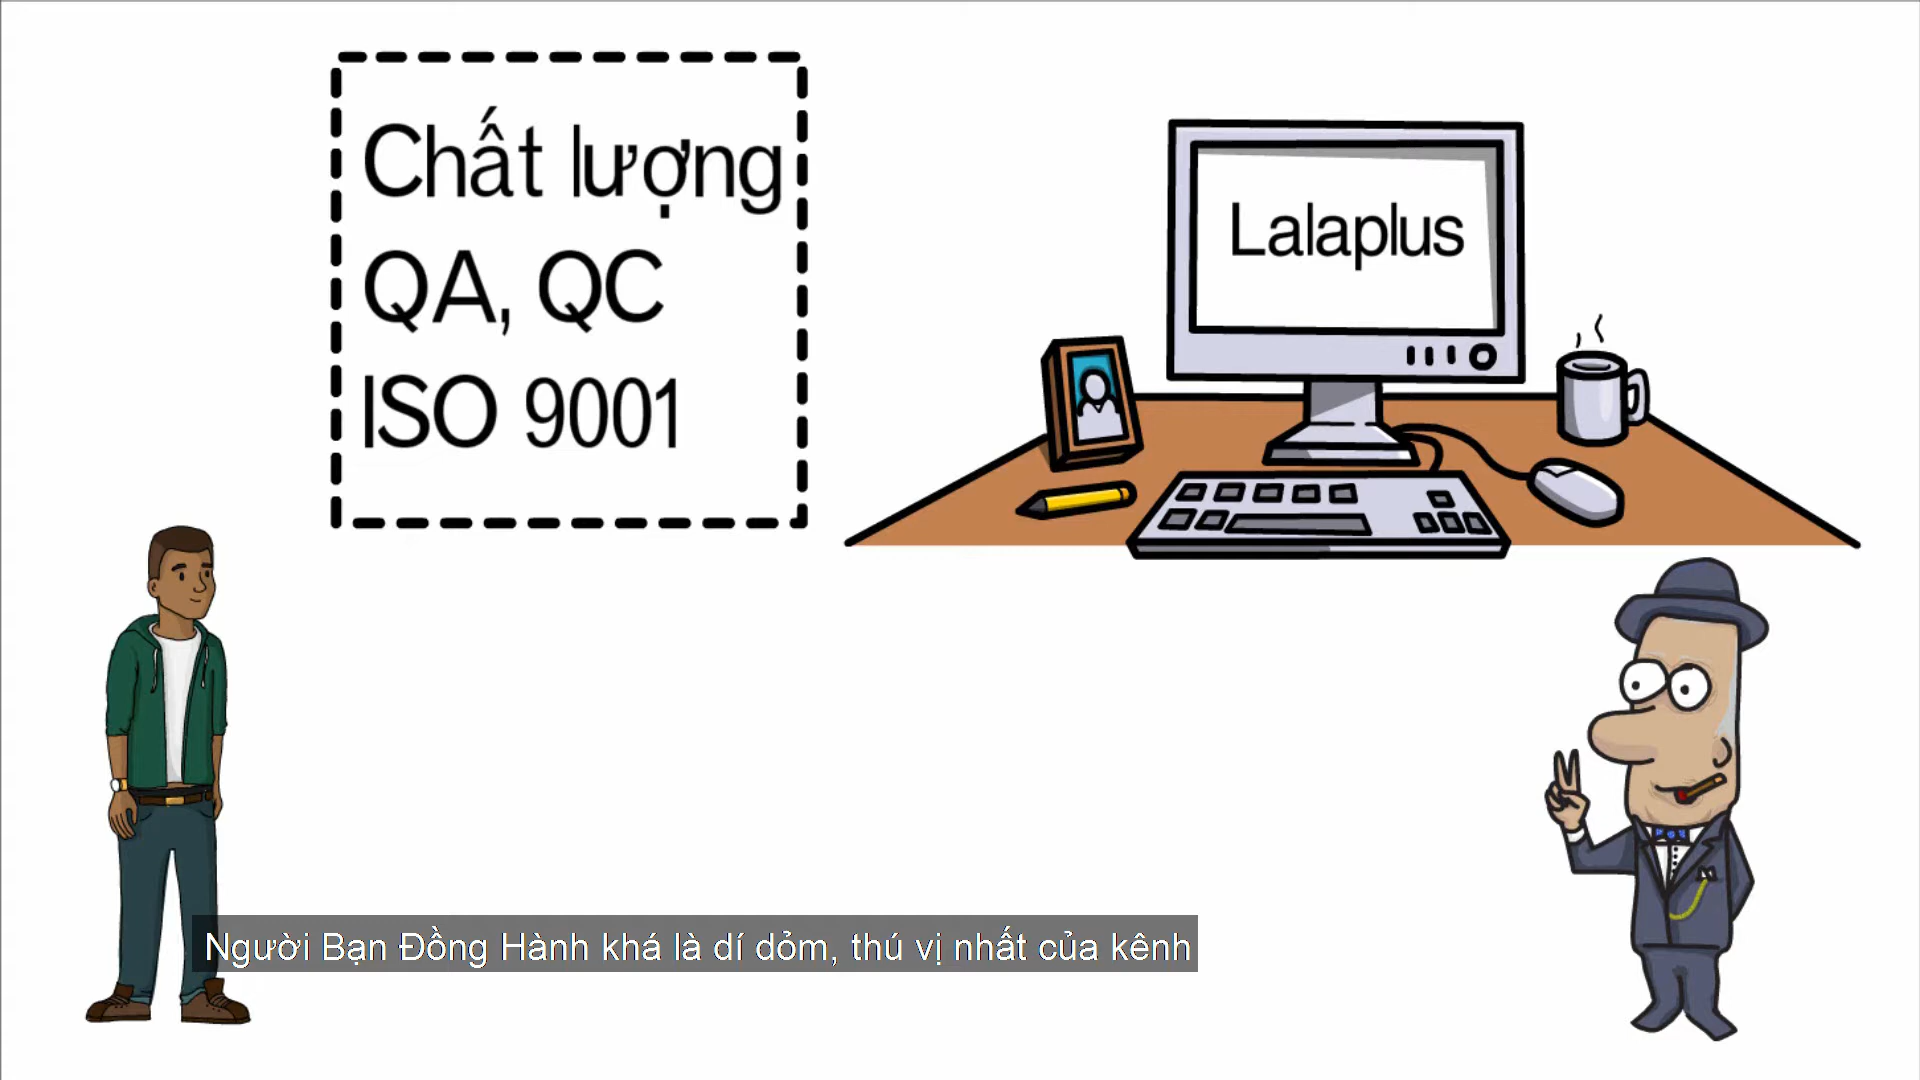 Chất lượng
QA, QC
ISO 9001
Lalaplus
Người Bạn Đồng Hành khá là dí dỏm, thú vị nhất của kênh